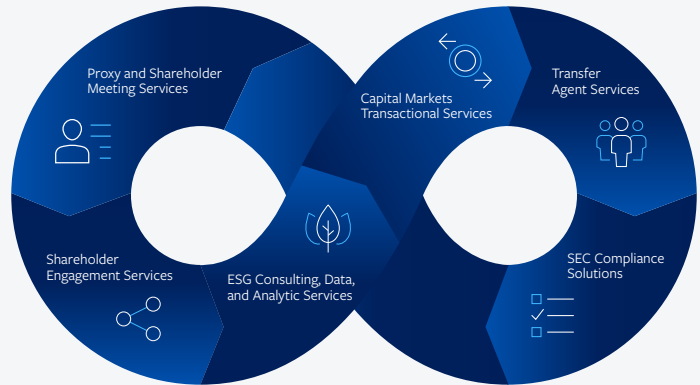 Proxy and Shareholder
Meeting Services
Capital Markets
Transactional Services
Transfer
Agent Services
Shareholder
Engagement Services
ESG Consulting, Data,
and Analytic Services
SEC Compliance
Solutions